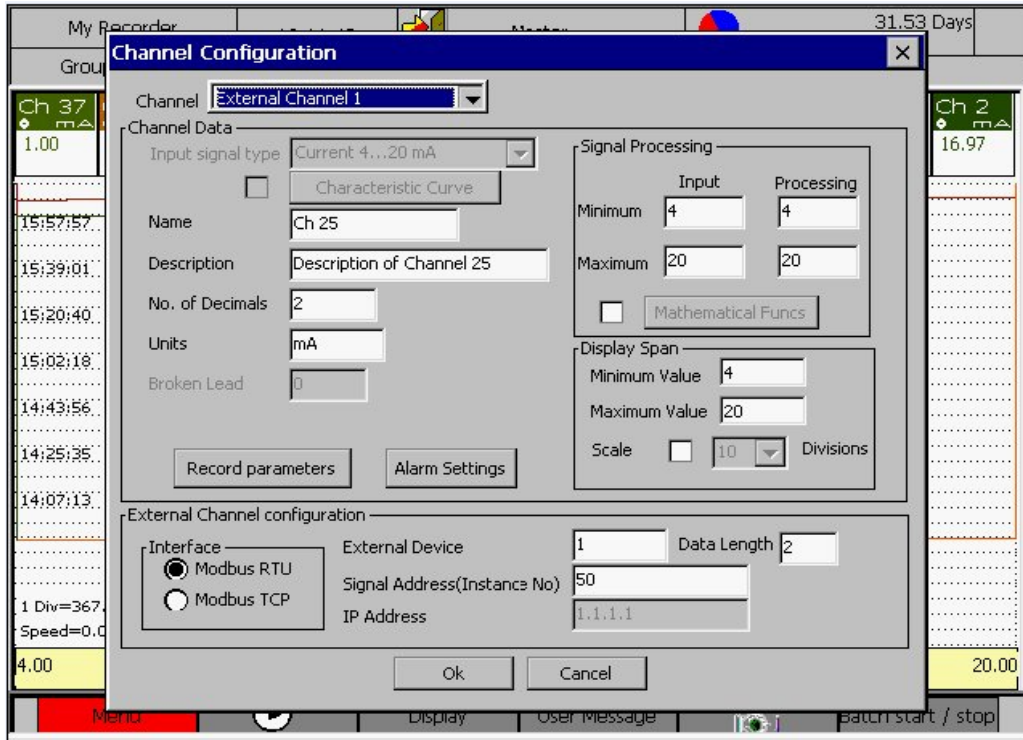 My Recorder
31.53 Days
Channel Configuration
Channel External Channel 1
Ch 37
mA
1.00
Ch 2
mA
16.97
Channel Data
Input signal type Current 4...20 mA
Characteristic Curve
Name Ch 25
Description Description of Channel 25
No. of Decimals 2
Units mA
Broken Lead 0
Record parameters Alarm Settings
Signal Processing
Input Processing
Minimum 4 4
Maximum 20 20
Mathematical Funcs
Display Span
Minimum Value 4
Maximum Value 20
Scale 10 Divisions
External Channel configuration
Interface
Modbus RTU
Modbus TCP
External Device 1 Data Length 2
Signal Address(Instance No) 50
IP Address 1.1.1.1
Ok Cancel
15:57:57
15:39:01
15:20:40
15:02:18
14:43:56
14:25:35
14:07:13
1 Div=367.
Speed=0.0
4.00 20.00
Menu Display User Message Batch start / stop